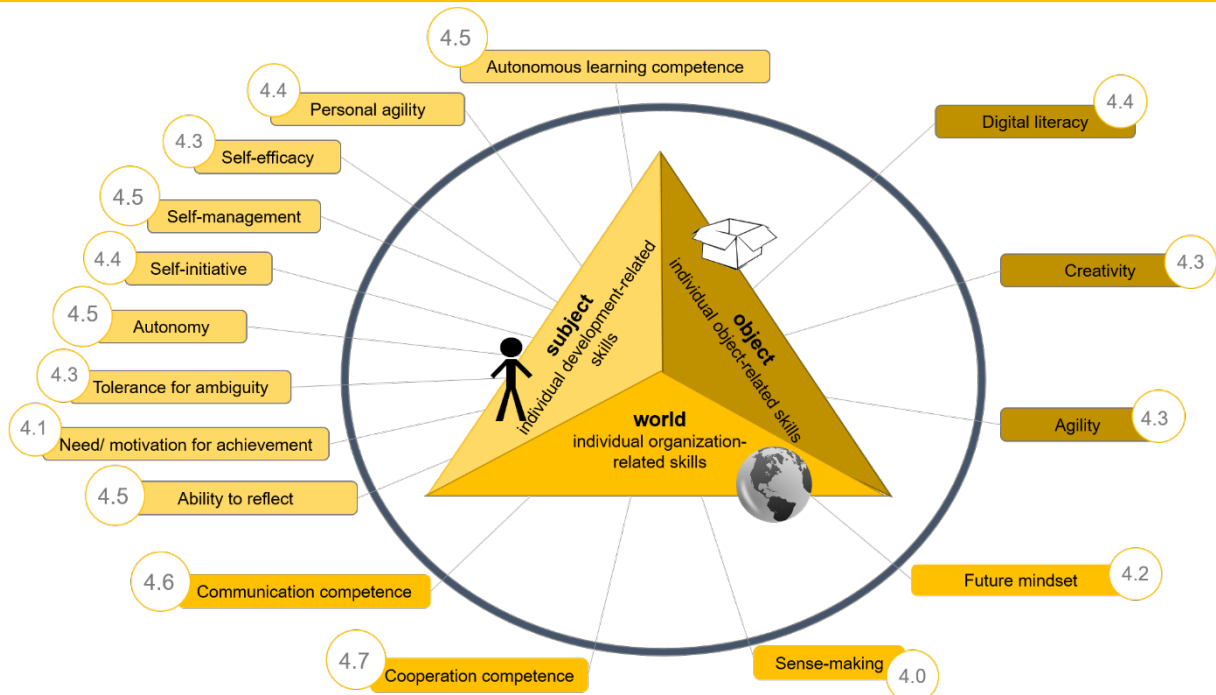 4.5
Autonomous learning competence
4.4
Personal agility
4.3
Self-efficacy
4.5
Self-management
4.4
Self-initiative
4.5
Autonomy
4.3
Tolerance for ambiguity
4.1
Need/ motivation for achievement
4.5
Ability to reflect
4.4
Digital literacy
4.3
Creativity
4.3
Agility
subject
individual development-related
skills
object
individual object-related skills
world
individual organization-
related skills
4.6
Communication competence
4.7
Cooperation competence
Sense-making
4.0
Future mindset
4.2